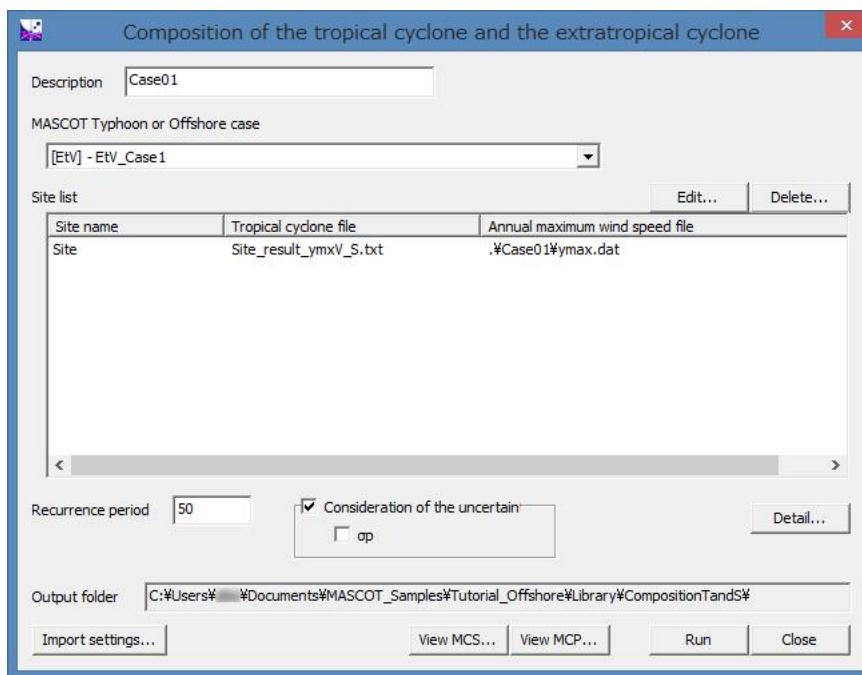 Composition of the tropical cyclone and the extratropical cyclone
Description Case01
MASCOT Typhoon or Offshore case
[EtV] - EtV_Case1
Site list Edit... Delete...
Site name Tropical cyclone file Annual maximum wind speed file
Site Site_result_ymxV_S.txt .¥Case01¥ymax.dat
Recurrence period 50 Consideration of the uncertain
σp
Detail...
Output folder C:¥Users¥ ¥Documents¥MASCOT_Samples¥Tutorial_Offshore¥Library¥CompositionTandS¥
Import settings... View MCS... View MCP... Run Close